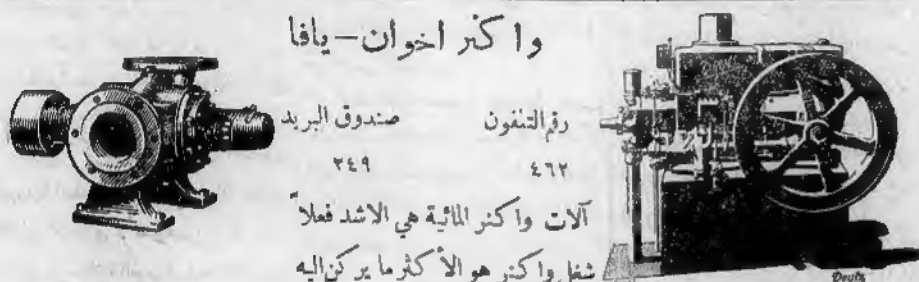 واكنر اخوان – يافا
رقم التلفون صندوق البريد
٤٦٢ ٢٤٩
آلات واكنر المائية هي الاشد فعلاً
شغل واكنر هو الأكثر ما يركن اليه
Deutz